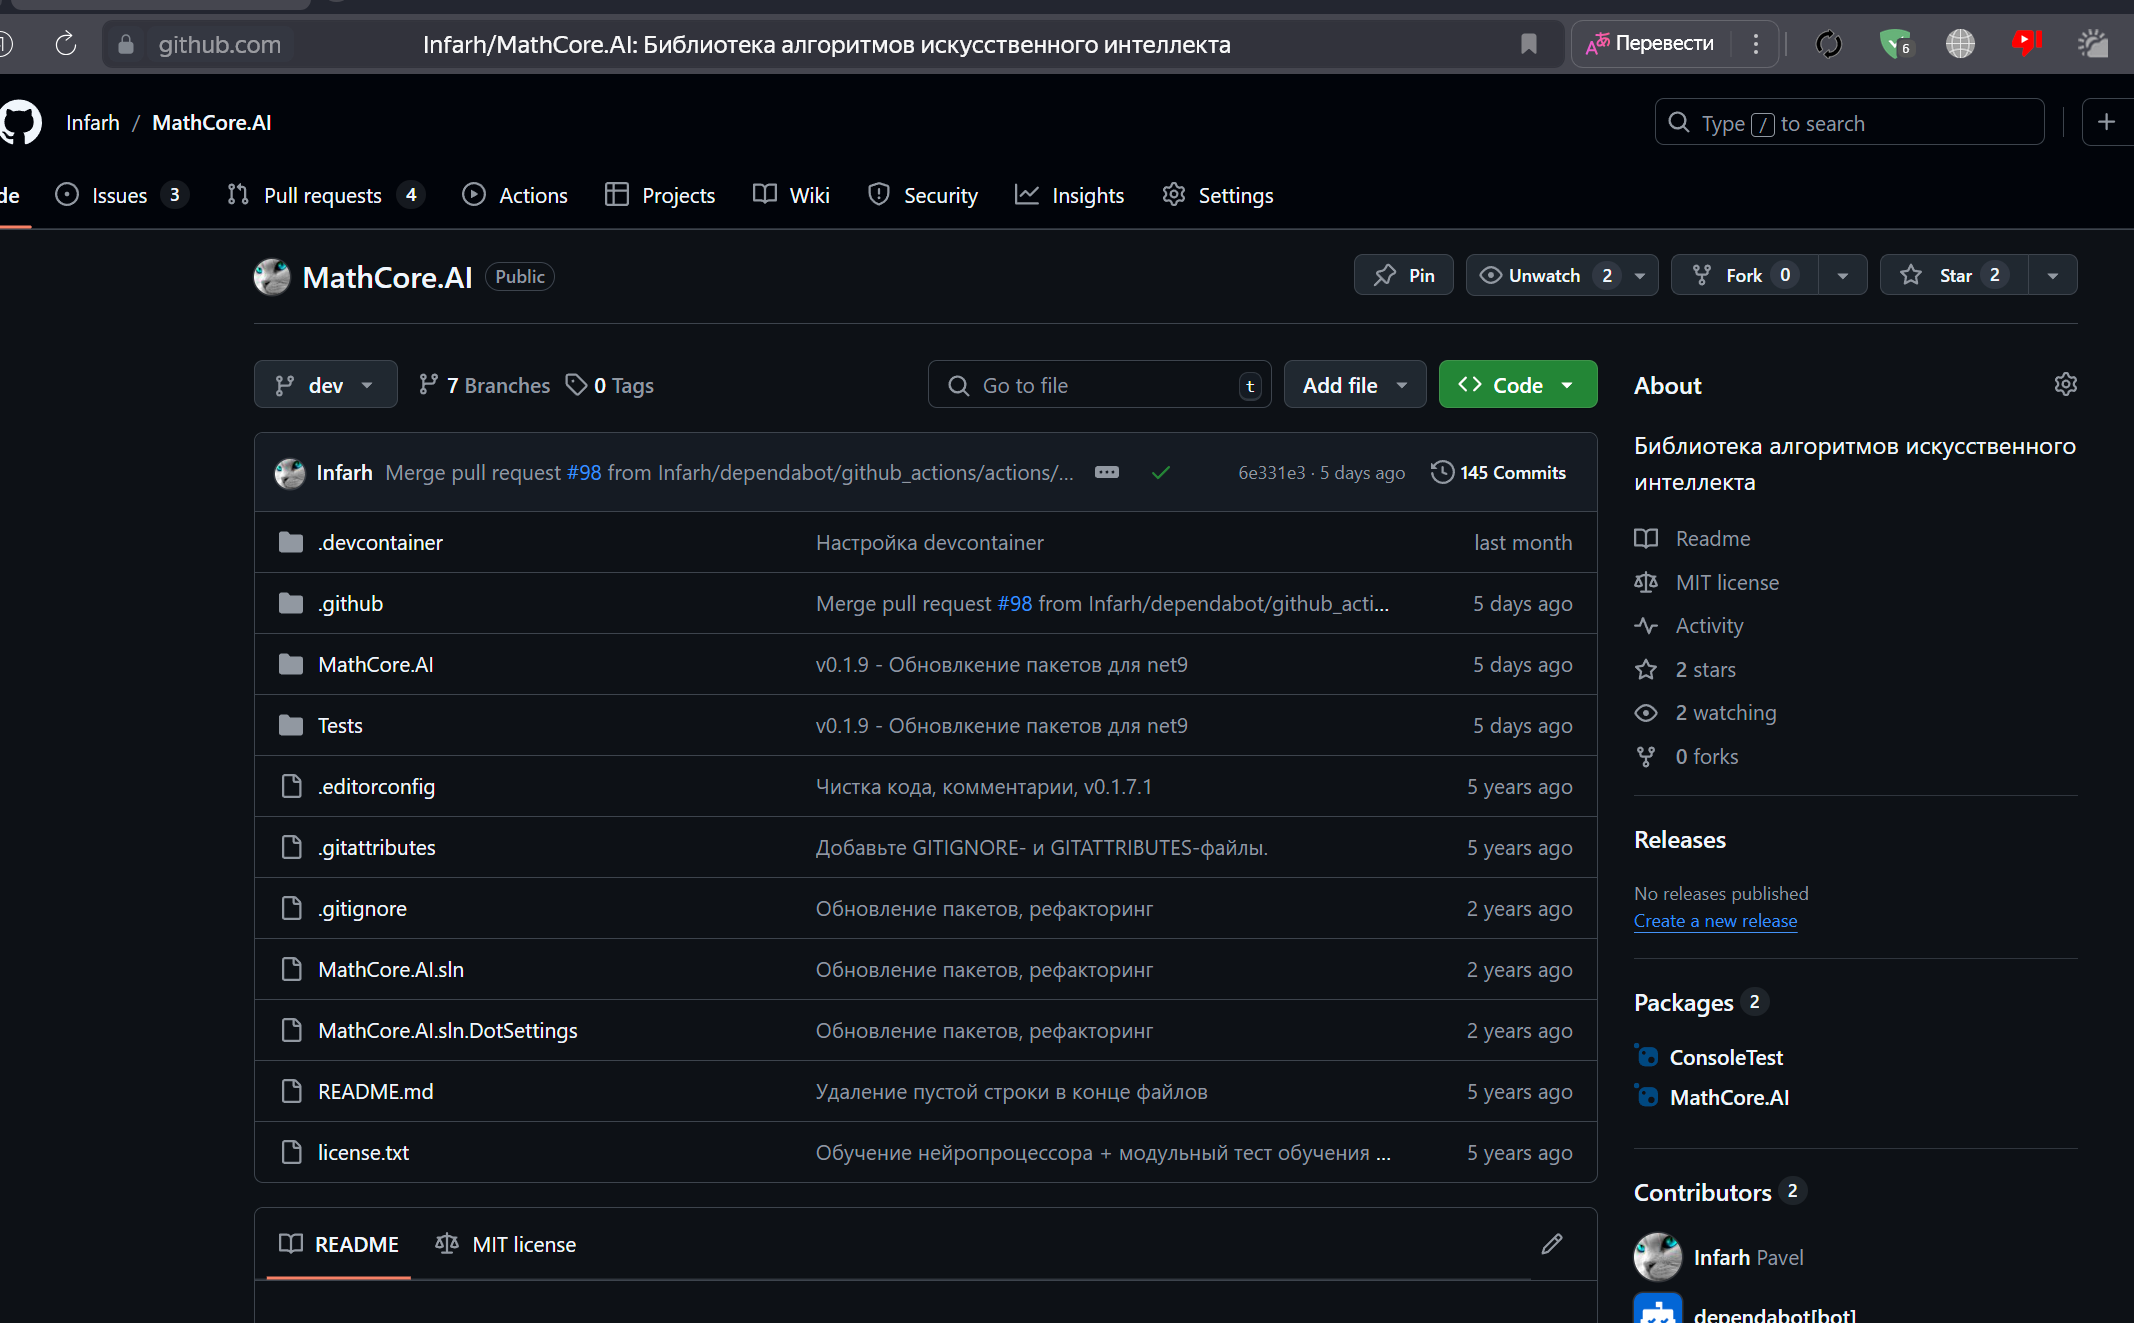 github.com Infarh/MathCore.AI: Библиотека алгоритмов искусственного интеллекта Перевести 6
Infarh / MathCore.AI Type / to search
de Issues 3 Pull requests 4 Actions Projects Wiki Security Insights Settings
MathCore.AI Public Pin Unwatch 2 Fork 0 Star 2
dev 7 Branches 0 Tags Go to file t Add file Code
Infarh Merge pull request #98 from Infarh/dependabot/github_actions/actions/... 6e331e3 · 5 days ago 145 Commits
.devcontainer Настройка devcontainer last month
.github Merge pull request #98 from Infarh/dependabot/github_acti... 5 days ago
MathCore.AI v0.1.9 - Обновлкение пакетов для net9 5 days ago
Tests v0.1.9 - Обновлкение пакетов для net9 5 days ago
.editorconfig Чистка кода, комментарии, v0.1.7.1 5 years ago
.gitattributes Добавьте GITIGNORE- и GITATTRIBUTES-файлы. 5 years ago
.gitignore Обновление пакетов, рефакторинг 2 years ago
MathCore.AI.sln Обновление пакетов, рефакторинг 2 years ago
MathCore.AI.sln.DotSettings Обновление пакетов, рефакторинг 2 years ago
README.md Удаление пустой строки в конце файлов 5 years ago
license.txt Обучение нейропроцессора + модульный тест обучения ... 5 years ago
README MIT license
About
Библиотека алгоритмов искусственного
интеллекта
Readme
MIT license
Activity
2 stars
2 watching
0 forks
Releases
No releases published
Create a new release
Packages 2
ConsoleTest
MathCore.AI
Contributors 2
Infarh Pavel
dependabot[bot]